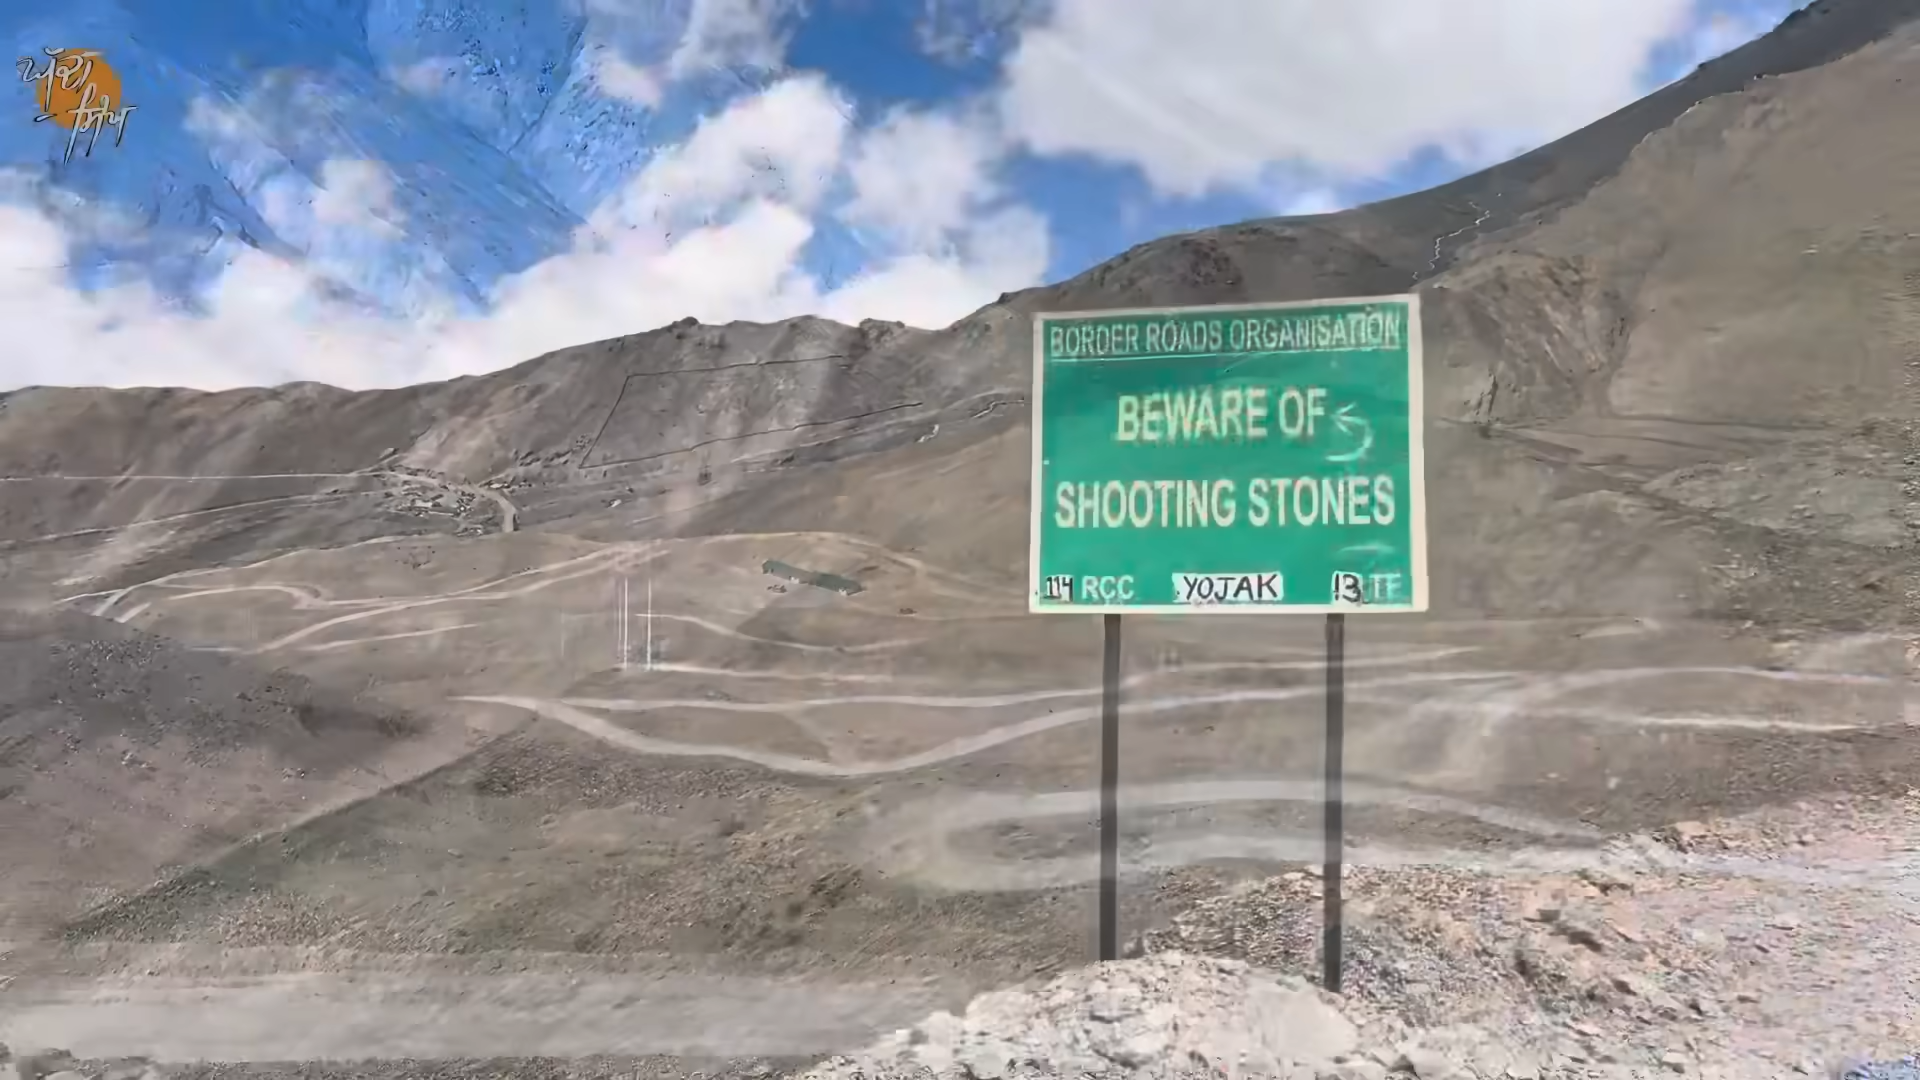 BORDER ROADS ORGANISATION
BEWARE OF
SHOOTING STONES
114 RCC YOJAK 13 TF